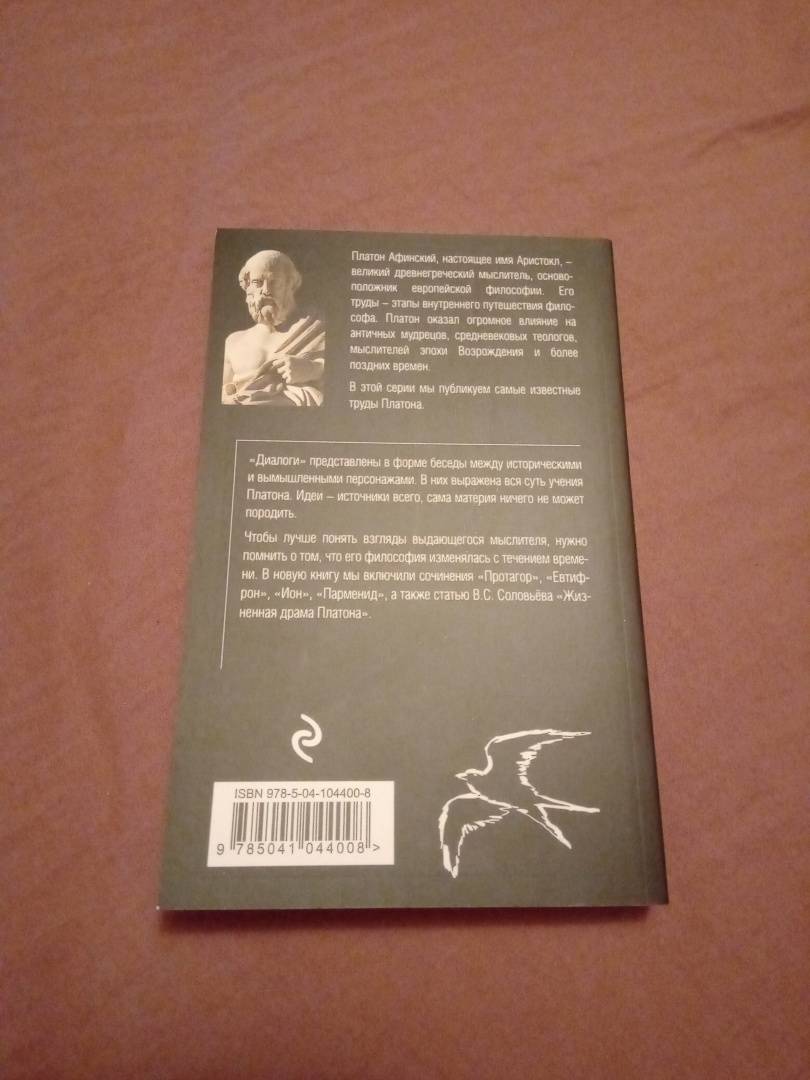 Платон Афинский, настоящее имя Аристокл, –
великий древнегреческий мыслитель, осново-
положник европейской философии. Его
труды – этапы внутреннего путешествия фило-
софа. Платон оказал огромное влияние на
античных мудрецов, средневековых теологов,
мыслителей эпохи Возрождения и более
поздних времен.
В этой серии мы публикуем самые известные
труды Платона.
«Диалоги» представлены в форме беседы между историческими
и вымышленными персонажами. В них выражена вся суть учения
Платона. Идеи – источники всего, сама материя ничего не может
породить.
Чтобы лучше понять взгляды выдающегося мыслителя, нужно
помнить о том, что его философия изменялась с течением време-
ни. В новую книгу мы включили сочинения «Протагор», «Евтиф-
рон», «Ион», «Парменид», а также статью В.С. Соловьёва «Жиз-
ненная драма Платона».
ISBN 978-5-04-104400-8
9 785041 044008 >